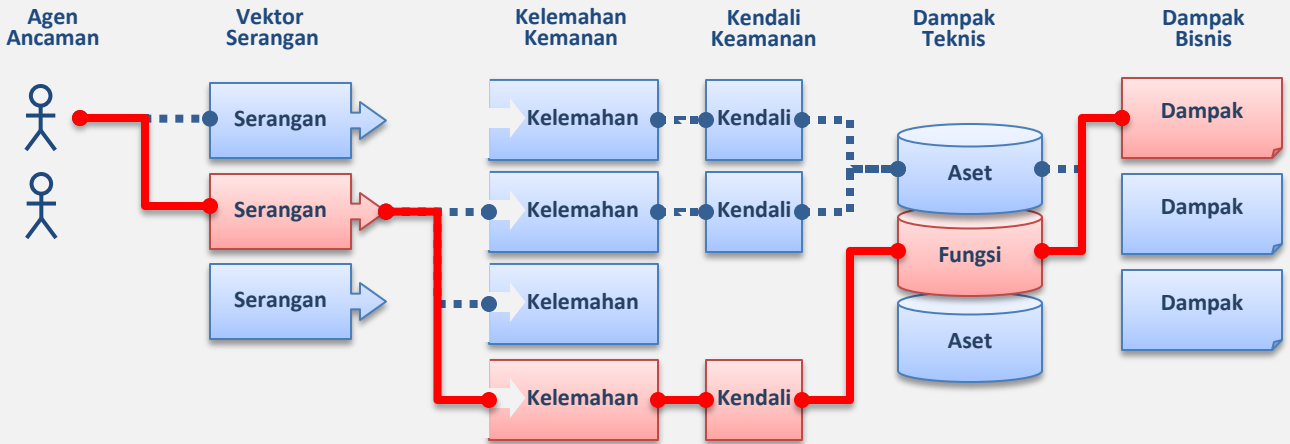 Agen
Ancaman
Vektor
Serangan
Kelemahan
Kemanan
Kendali
Keamanan
Dampak
Teknis
Dampak
Bisnis
Serangan
Kelemahan
Kendali
Dampak
Aset
Serangan
Kelemahan
Kendali
Dampak
Fungsi
Serangan
Kelemahan
Dampak
Aset
Kelemahan
Kendali